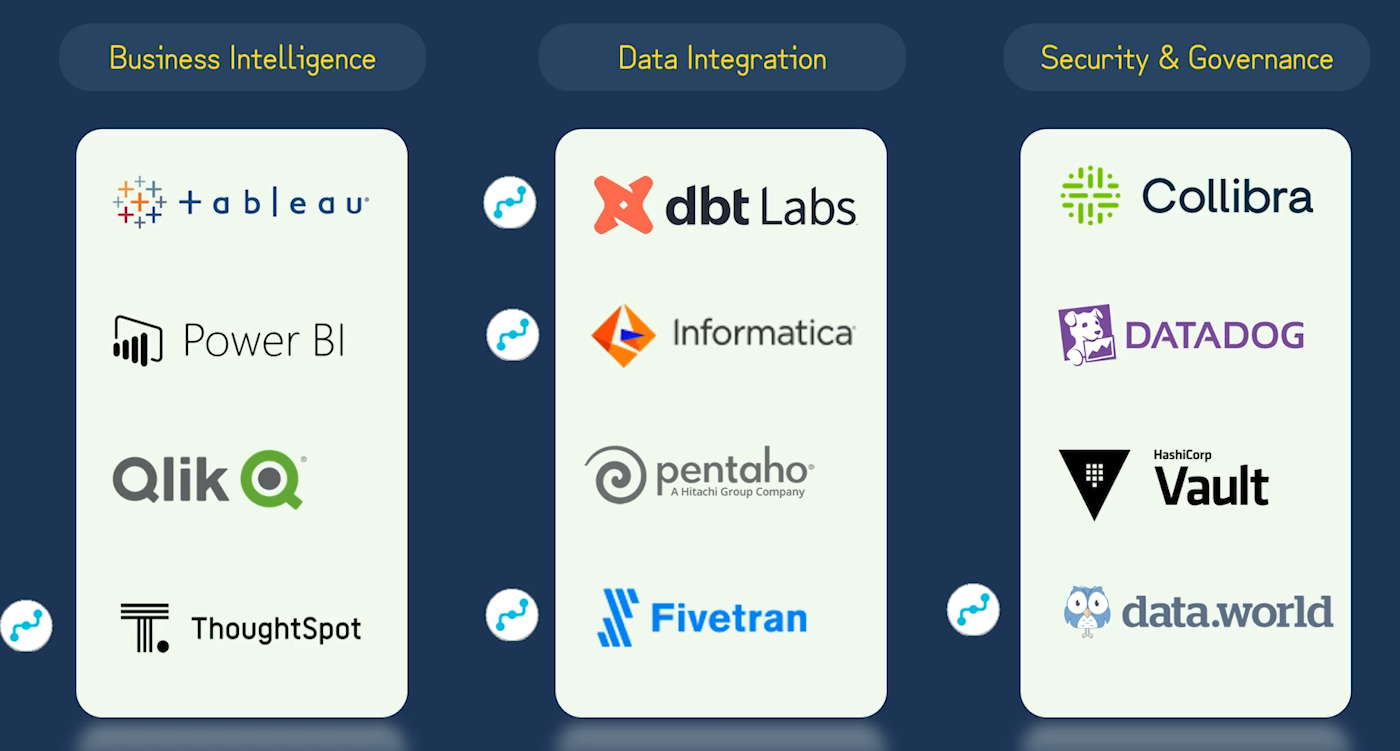 Business Intelligence
Data Integration
Security & Governance
+ableau®
Power BI
Qlik Q®
ThoughtSpot
dbt Labs
Informatica®
pentaho®
A Hitachi Group Company
Fivetran
Collibra
DATADOG
HashiCorp
Vault
data.world